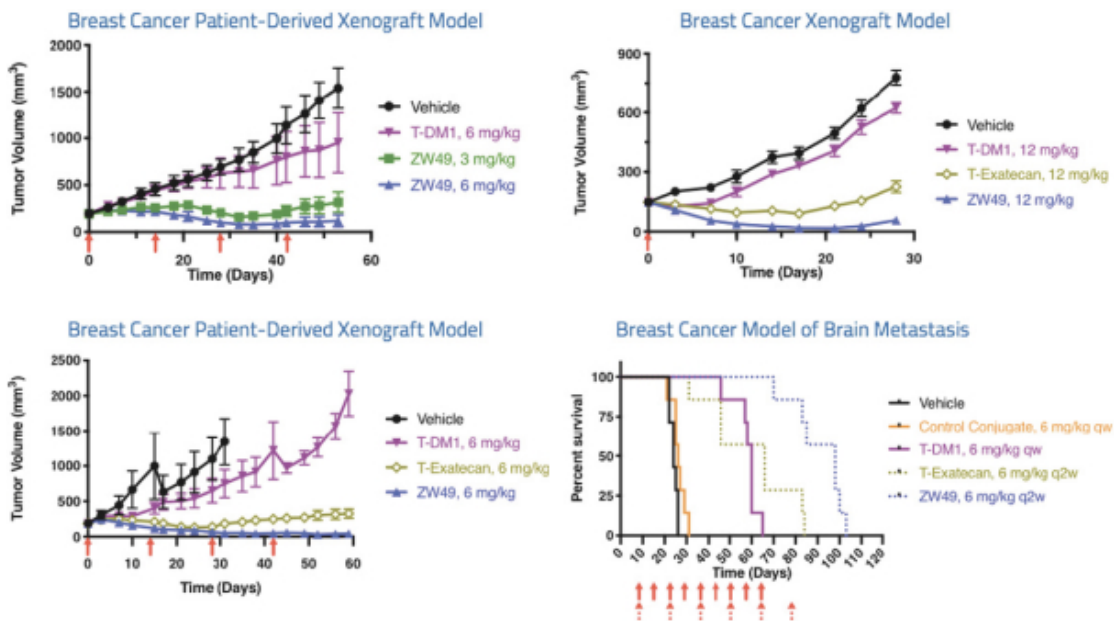 Breast Cancer Patient-Derived Xenograft Model
Tumor Volume (mm³)
2000
1500
1000
500
0
0
20
40
60
Time (Days)
Vehicle
T-DM1, 6 mg/kg
ZW49, 3 mg/kg
ZW49, 6 mg/kg
Breast Cancer Xenograft Model
Tumor Volume (mm³)
900
600
300
0
0
10
20
30
Time (Days)
Vehicle
T-DM1, 12 mg/kg
T-Exatecan, 12 mg/kg
ZW49, 12 mg/kg
Breast Cancer Patient-Derived Xenograft Model
Tumor Volume (mm³)
2500
2000
1500
1000
500
0
0
10
20
30
40
50
60
Time (Days)
Vehicle
T-DM1, 6 mg/kg
T-Exatecan, 6 mg/kg
ZW49, 6 mg/kg
Breast Cancer Model of Brain Metastasis
Percent survival
100
75
50
25
0
0 10 20 30 40 50 60 70 80 90 100 110 120
Time (Days)
Vehicle
Control Conjugate, 6 mg/kg qw
T-DM1, 6 mg/kg qw
T-Exatecan, 6 mg/kg q2w
ZW49, 6 mg/kg q2w